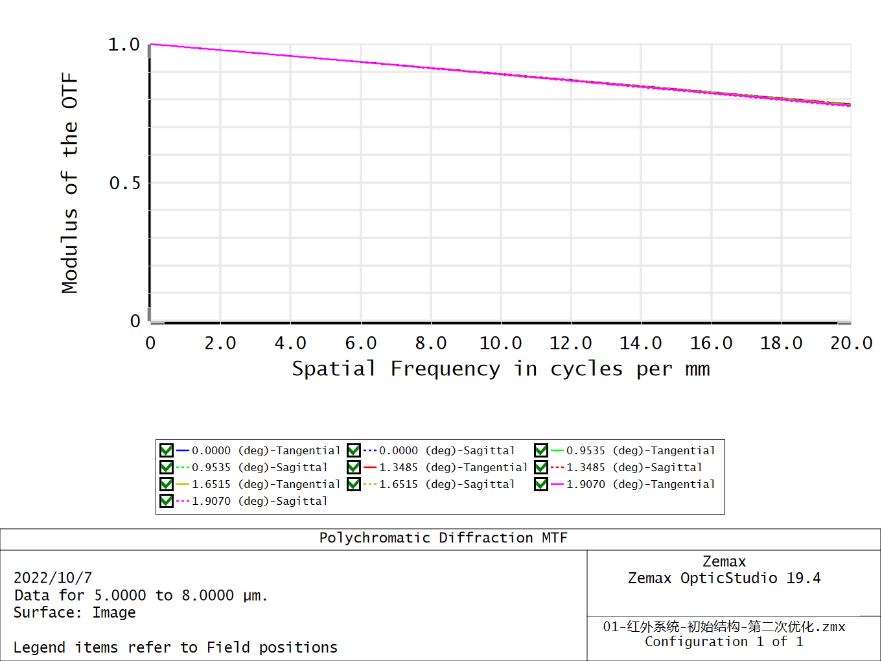 1.0
0.5
0
Modulus of the OTF
0 2.0 4.0 6.0 8.0 10.0 12.0 14.0 16.0 18.0 20.0
Spatial Frequency in cycles per mm
0.0000 (deg)-Tangential 0.0000 (deg)-Sagittal 0.9535 (deg)-Tangential
0.9535 (deg)-Sagittal 1.3485 (deg)-Tangential 1.3485 (deg)-Sagittal
1.6515 (deg)-Tangential 1.6515 (deg)-Sagittal 1.9070 (deg)-Tangential
1.9070 (deg)-Sagittal
Polychromatic Diffraction MTF
2022/10/7
Data for 5.0000 to 8.0000 µm.
Surface: Image
Legend items refer to Field positions
Zemax
Zemax OpticStudio 19.4
01-红外系统-初始结构-第二次优化.zmx
Configuration 1 of 1